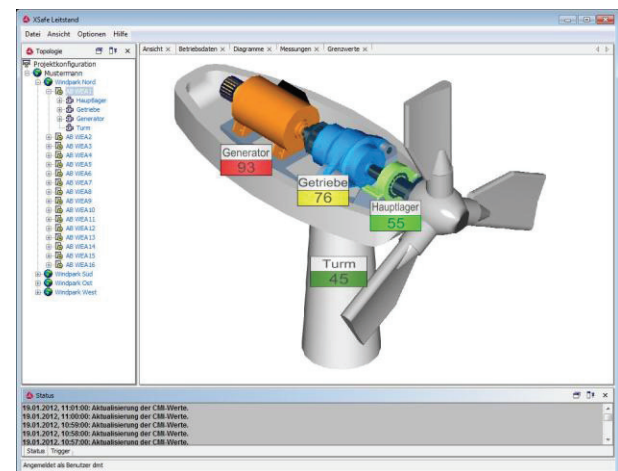 XSafe Leitstand
Datei Ansicht Optionen Hilfe
Topologie
Projektkonfiguration
Mustermann
Windpark Nord
AB WEA1
Hauptlager
Getriebe
Generator
Turm
AB WEA2
AB WEA3
AB WEA4
AB WEA5
AB WEA6
AB WEA7
AB WEA8
AB WEA9
AB WEA10
AB WEA11
AB WEA12
AB WEA13
AB WEA14
AB WEA15
AB WEA16
Windpark Süd
Windpark Ost
Windpark West
Ansicht Betriebsdaten Diagramme Messungen Grenzwerte
Generator
93
Getriebe
76
Hauptlager
55
Turm
45
Status
19.01.2012, 11:01:00: Aktualisierung der CMI-Werte.
19.01.2012, 11:00:00: Aktualisierung der CMI-Werte.
19.01.2012, 10:59:00: Aktualisierung der CMI-Werte.
19.01.2012, 10:58:00: Aktualisierung der CMI-Werte.
19.01.2012, 10:57:00: Aktualisierung der CMI-Werte.
Status Trigger
Angemeldet als Benutzer dmt